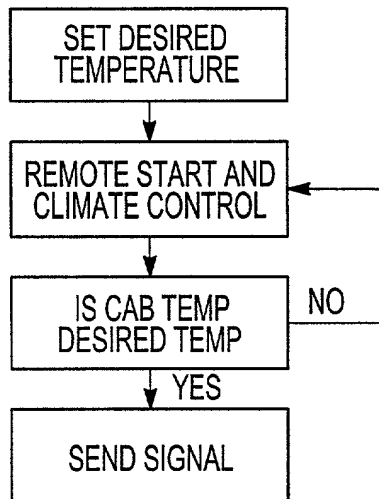 SET DESIRED
TEMPERATURE
REMOTE START AND
CLIMATE CONTROL
IS CAB TEMP
DESIRED TEMP
NO
YES
SEND SIGNAL